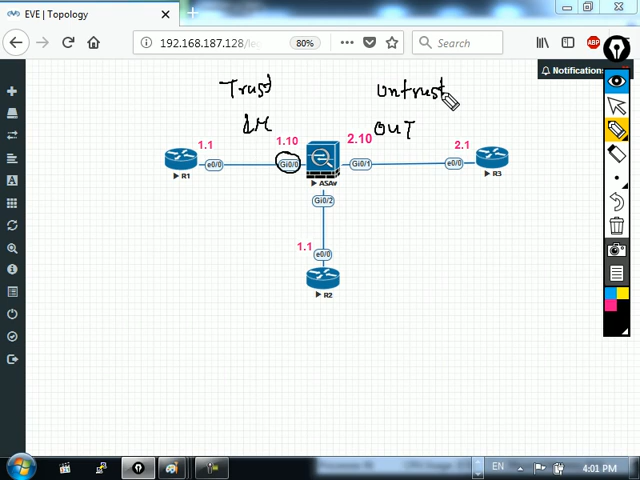 EVE | Topology
192.168.187.128/le
80%
Search
ABP
Notifications
Trust
Untrust
IN
OUT
1.1
1.10
2.10
2.1
e0/0
Gi0/0
Gi0/1
e0/0
R1
ASAv
R3
Gi0/2
1.1
e0/0
R2
EN
4:01 PM